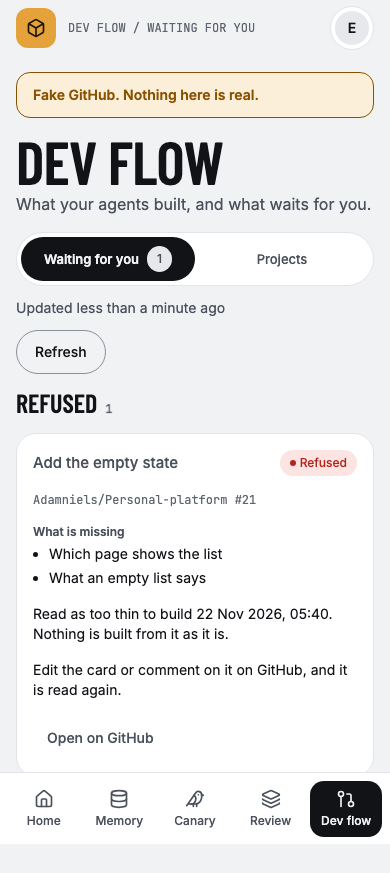 DEV FLOW / WAITING FOR YOU
E
Fake GitHub. Nothing here is real.
DEV FLOW
What your agents built, and what waits for you.
Waiting for you 1
Projects
Updated less than a minute ago
Refresh
REFUSED 1
Add the empty state
Refused
Adamniels/Personal-platform #21
What is missing
Which page shows the list
What an empty list says
Read as too thin to build 22 Nov 2026, 05:40.
Nothing is built from it as it is.
Edit the card or comment on it on GitHub, and it
is read again.
Open on GitHub
Home
Memory
Canary
Review
Dev flow